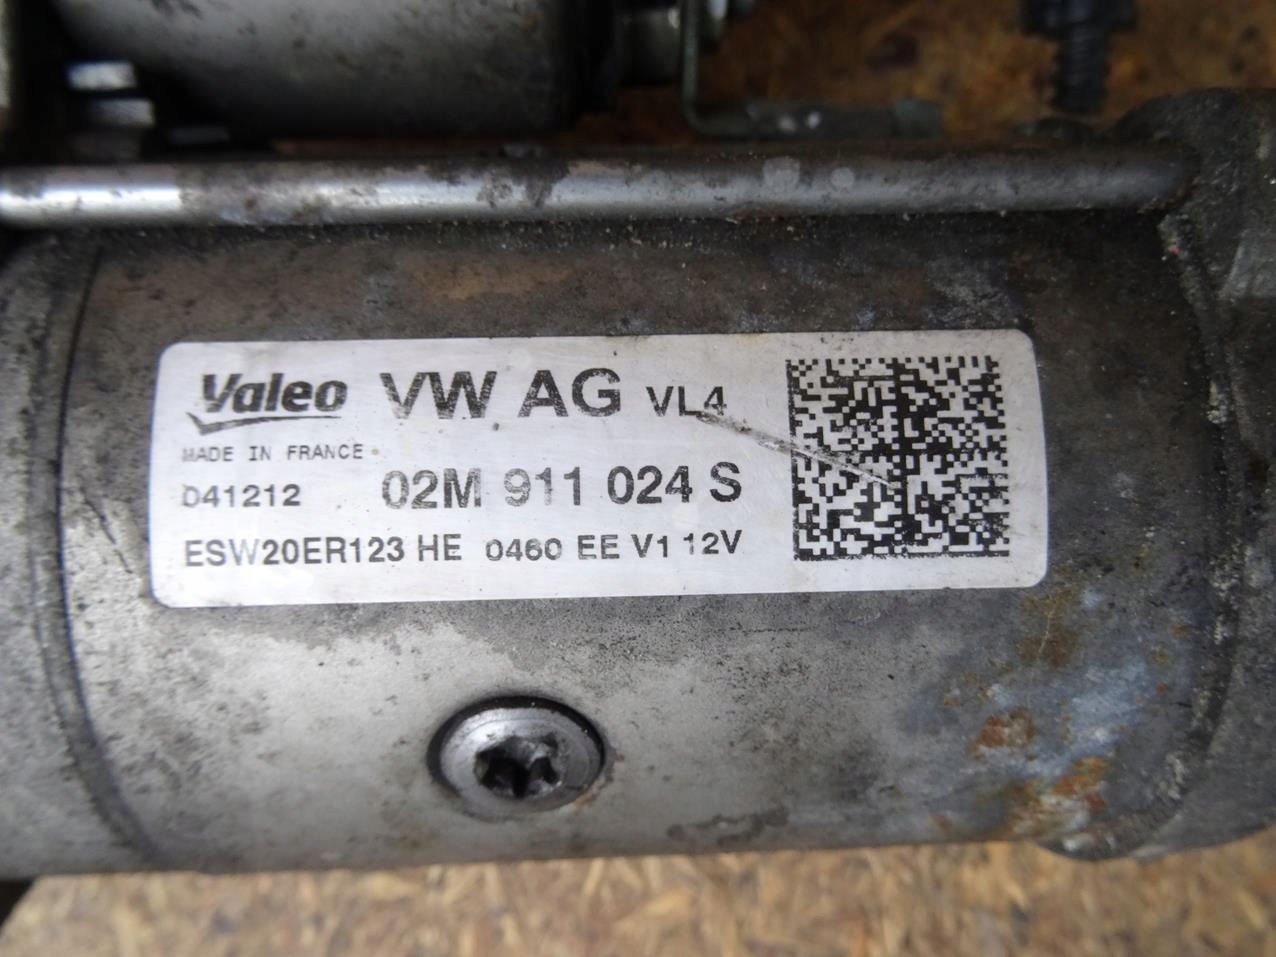 Valeo VW AG VL4
MADE IN FRANCE
D41212 02M 911 024 S
ESW20ER123 HE 0460 EE V1 12V